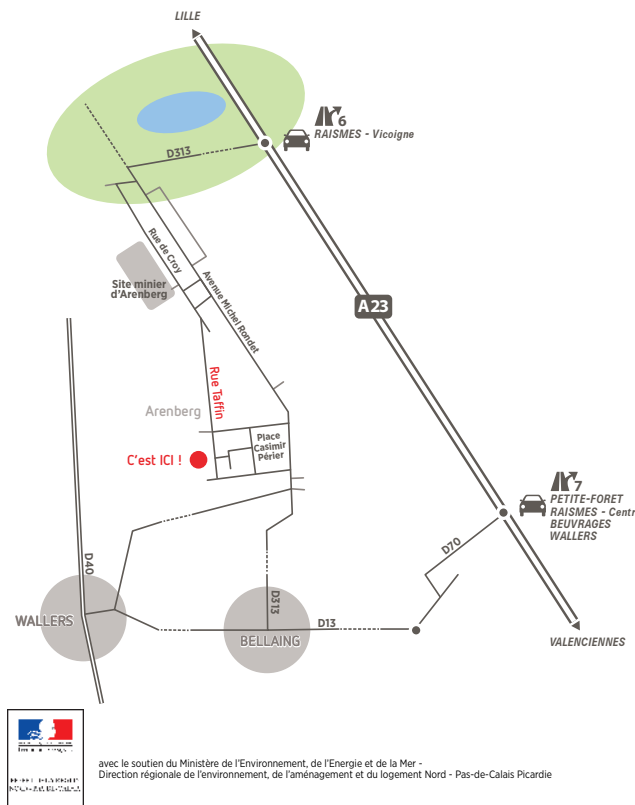 LILLE
6
RAISMES - Vicoigne
D313
Rue de Croy
Site minier
d'Arenberg
Avenue Michel Rondet
A23
Rue Taffin
Arenberg
Place
Casimir
Périer
C'est ICI !
7
PETITE-FORET
RAISMES - Centr
BEUVRAGES
WALLERS
D70
D40
D313
WALLERS
D13
BELLAING
VALENCIENNES
avec le soutien du Ministère de l'Environnement, de l'Energie et de la Mer -
Direction régionale de l'environnement, de l'aménagement et du logement Nord - Pas-de-Calais Picardie